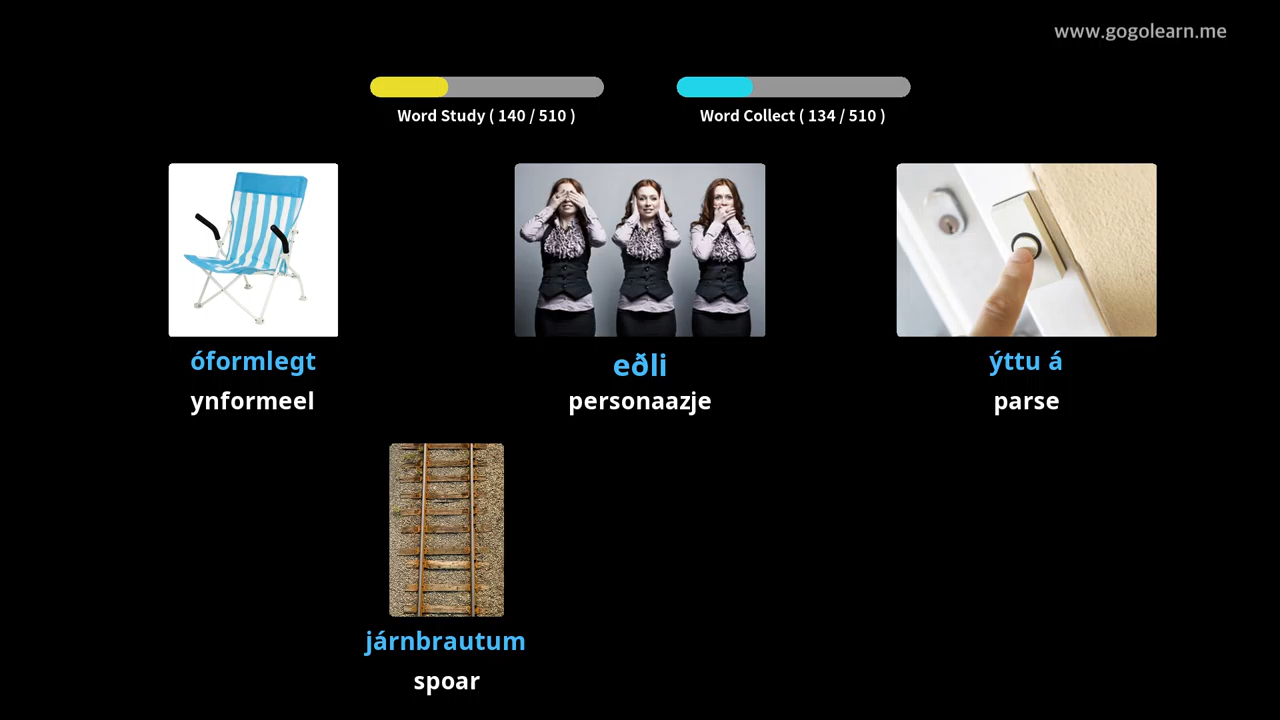 www.gogolearn.me
Word Study ( 140 / 510 )
Word Collect ( 134 / 510 )
óformlegt
ynformeel
eðli
personaazje
ýttu á
parse
járnbrautum
spoar